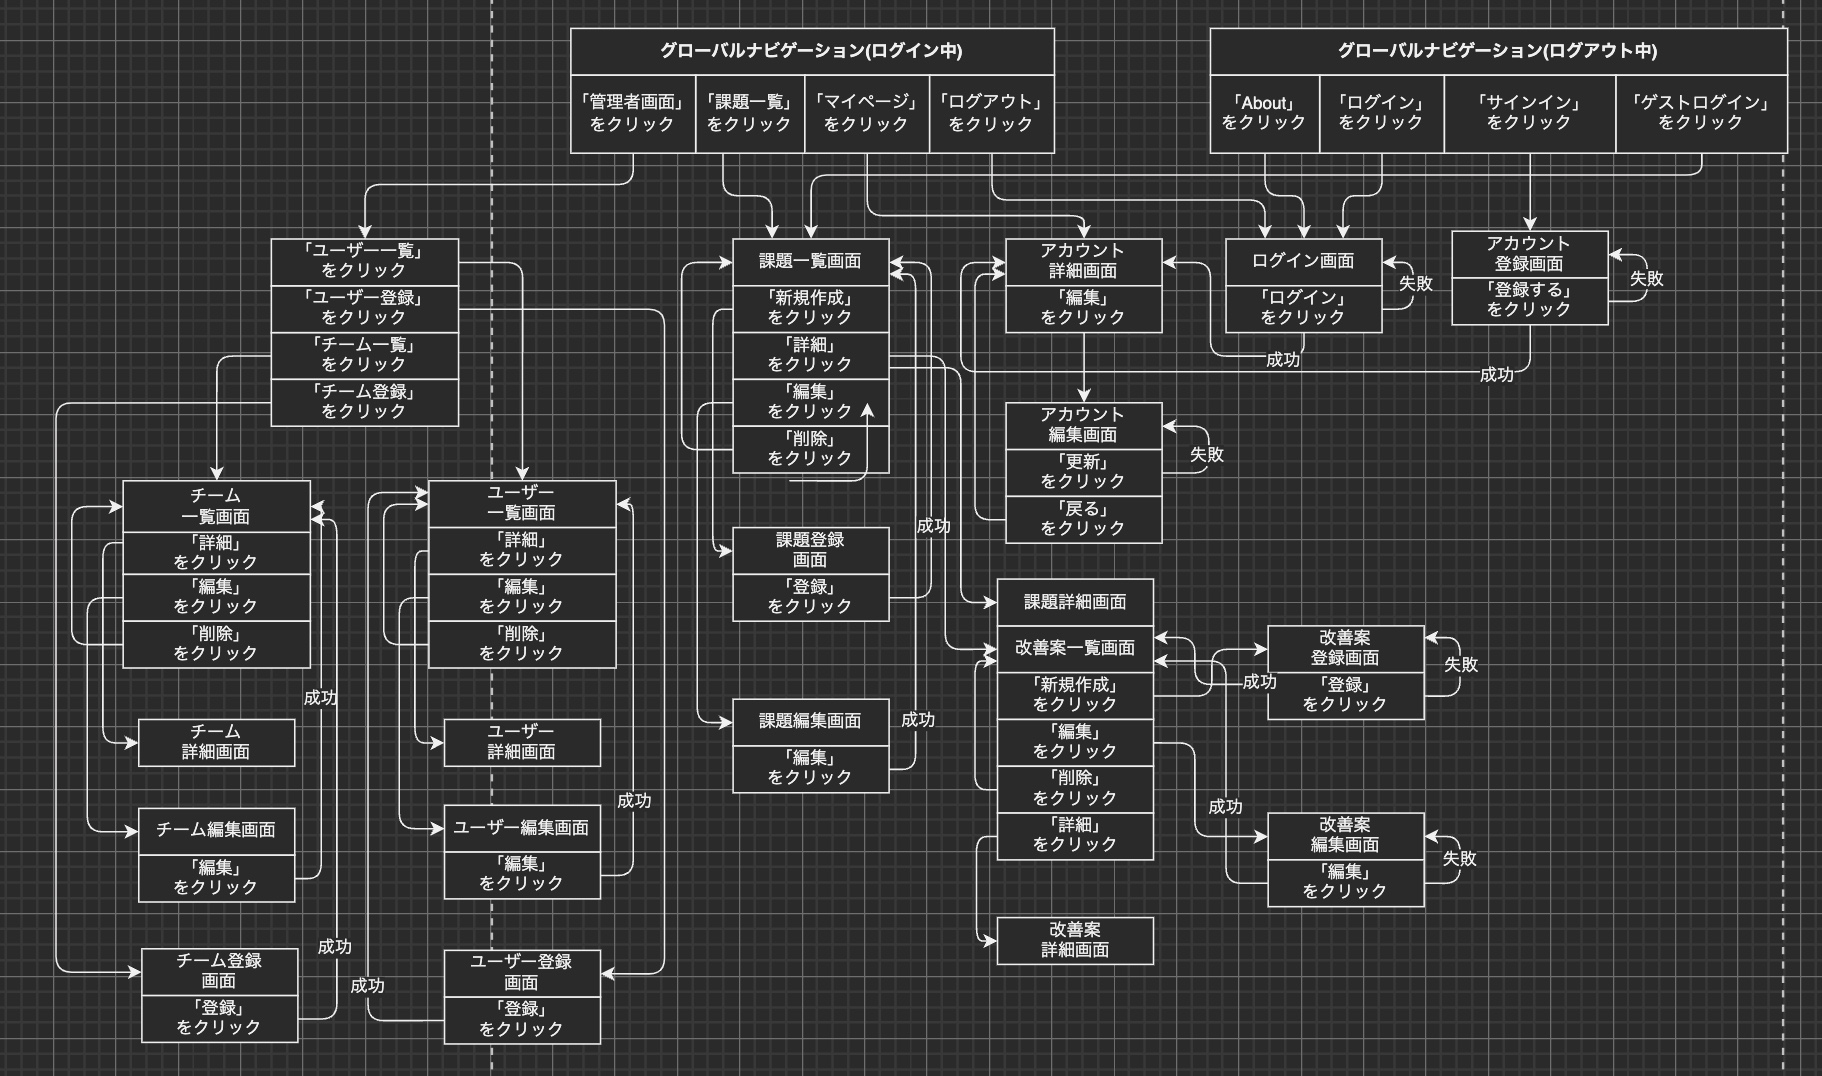 グローバルナビゲーション(ログイン中)
「管理者画面」
をクリック
「課題一覧」
をクリック
「マイページ」
をクリック
「ログアウト」
をクリック
グローバルナビゲーション(ログアウト中)
「About」
をクリック
「ログイン」
をクリック
「サインイン」
をクリック
「ゲストログイン」
をクリック
「ユーザー一覧」
をクリック
「ユーザー登録」
をクリック
「チーム一覧」
をクリック
「チーム登録」
をクリック
課題一覧画面
「新規作成」
をクリック
「詳細」
をクリック
「編集」
をクリック
「削除」
をクリック
アカウント
詳細画面
「編集」
をクリック
ログイン画面
「ログイン」
をクリック
失敗
成功
アカウント
登録画面
「登録する」
をクリック
失敗
成功
アカウント
編集画面
「更新」
をクリック
「戻る」
をクリック
失敗
チーム
一覧画面
「詳細」
をクリック
「編集」
をクリック
「削除」
をクリック
ユーザー
一覧画面
「詳細」
をクリック
「編集」
をクリック
「削除」
をクリック
課題登録
画面
「登録」
をクリック
成功
課題詳細画面
改善案一覧画面
「新規作成」
をクリック
「編集」
をクリック
「削除」
をクリック
「詳細」
をクリック
改善案
登録画面
「登録」
をクリック
失敗
成功
成功
チーム
詳細画面
ユーザー
詳細画面
課題編集画面
「編集」
をクリック
成功
チーム編集画面
「編集」
をクリック
ユーザー編集画面
「編集」
をクリック
成功
成功
改善案
編集画面
「編集」
をクリック
失敗
改善案
詳細画面
チーム登録
画面
「登録」
をクリック
成功
成功
ユーザー登録
画面
「登録」
をクリック